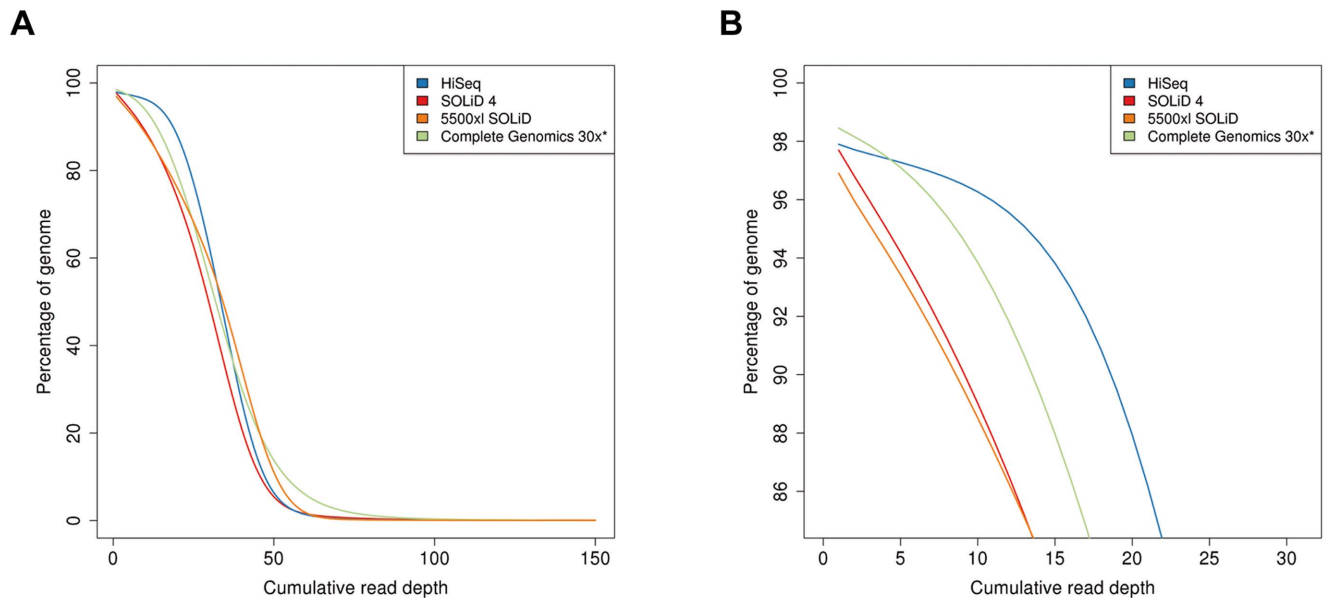 A
B
HiSeq
SOLiD 4
5500xl SOLiD
Complete Genomics 30x*
Percentage of genome
100
80
60
40
20
0
0 50 100 150
Cumulative read depth
HiSeq
SOLiD 4
5500xl SOLiD
Complete Genomics 30x*
Percentage of genome
100
98
96
94
92
90
88
86
0 5 10 15 20 25 30
Cumulative read depth